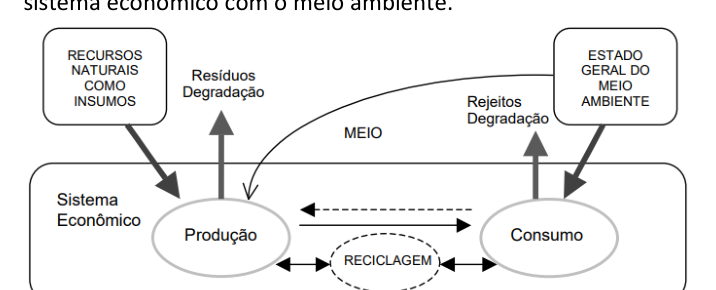 sistema econômico com o meio ambiente.
RECURSOS
NATURAIS
COMO
INSUMOS
Resíduos
Degradação
MEIO
Rejeitos
Degradação
ESTADO
GERAL DO
MEIO
AMBIENTE
Sistema
Econômico
Produção
Consumo
RECICLAGEM